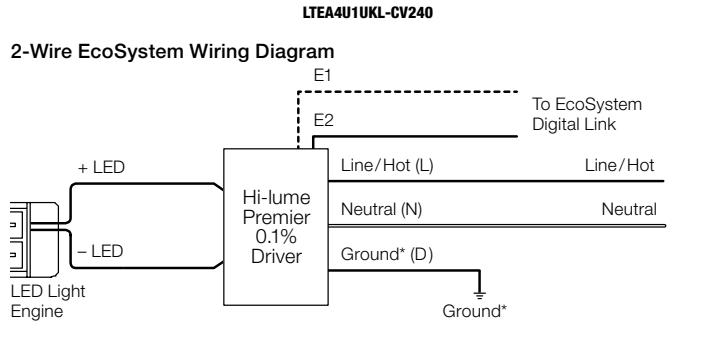 LTEA4U1UKL-CV240
2-Wire EcoSystem Wiring Diagram
E1
E2
To EcoSystem
Digital Link
+ LED
Line/Hot (L)
Line/Hot
Hi-lume
Premier
0.1%
Driver
Neutral (N)
Neutral
– LED
Ground* (D)
LED Light
Engine
Ground*